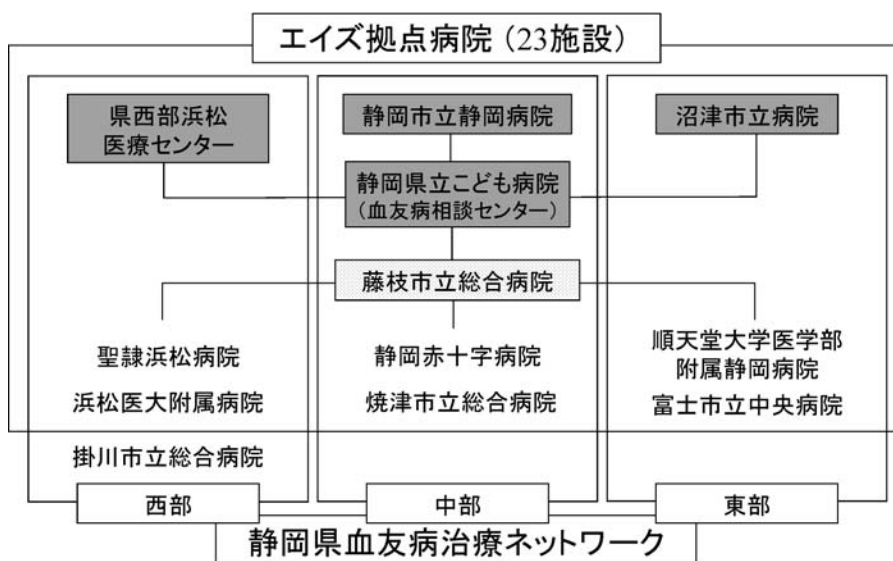 エイズ拠点病院（23施設）
県西部浜松
医療センター
静岡市立静岡病院
沼津市立病院
静岡県立こども病院
（血友病相談センター）
藤枝市立総合病院
聖隷浜松病院
静岡赤十字病院
順天堂大学医学部
附属静岡病院
浜松医大附属病院
焼津市立総合病院
富士市立中央病院
掛川市立総合病院
西部
中部
東部
静岡県血友病治療ネットワーク